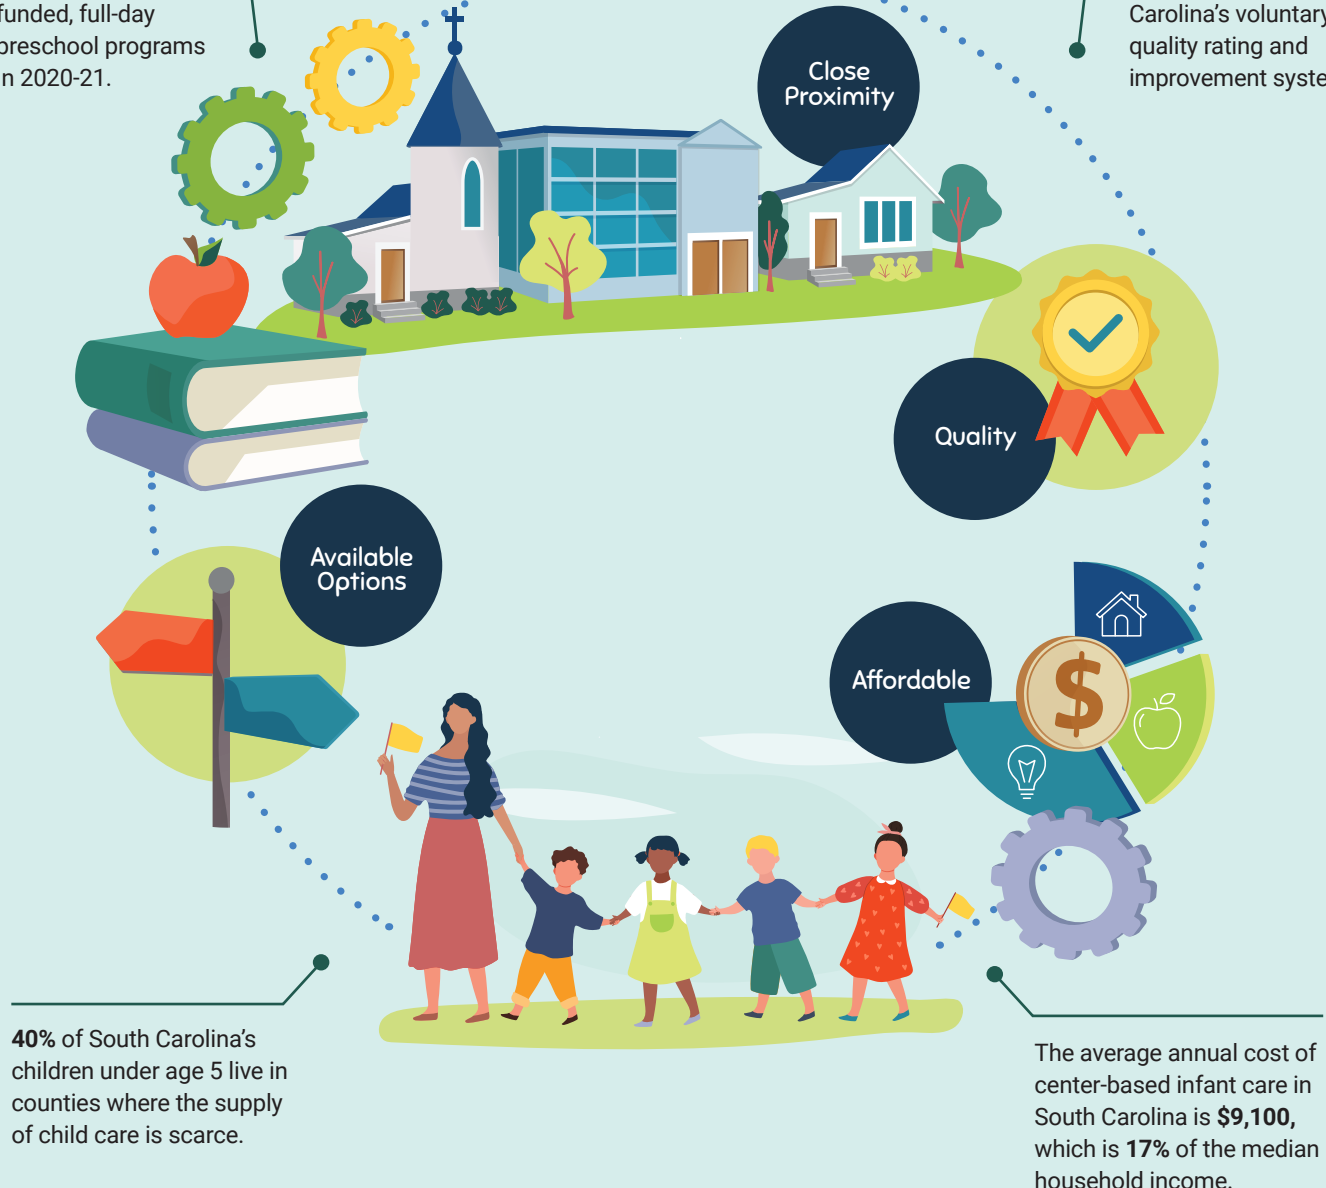 funded, full-day
preschool programs
in 2020-21.
Carolina's voluntary
quality rating and
improvement
Close
Proximity
Quality
Available
Options
Affordable
$
40% of South Carolina's
children under age 5 live in
counties where the supply
of child care is scarce.
The average annual cost of
center-based infant care in
South Carolina is $9,100,
which is 17% of the median
household income.